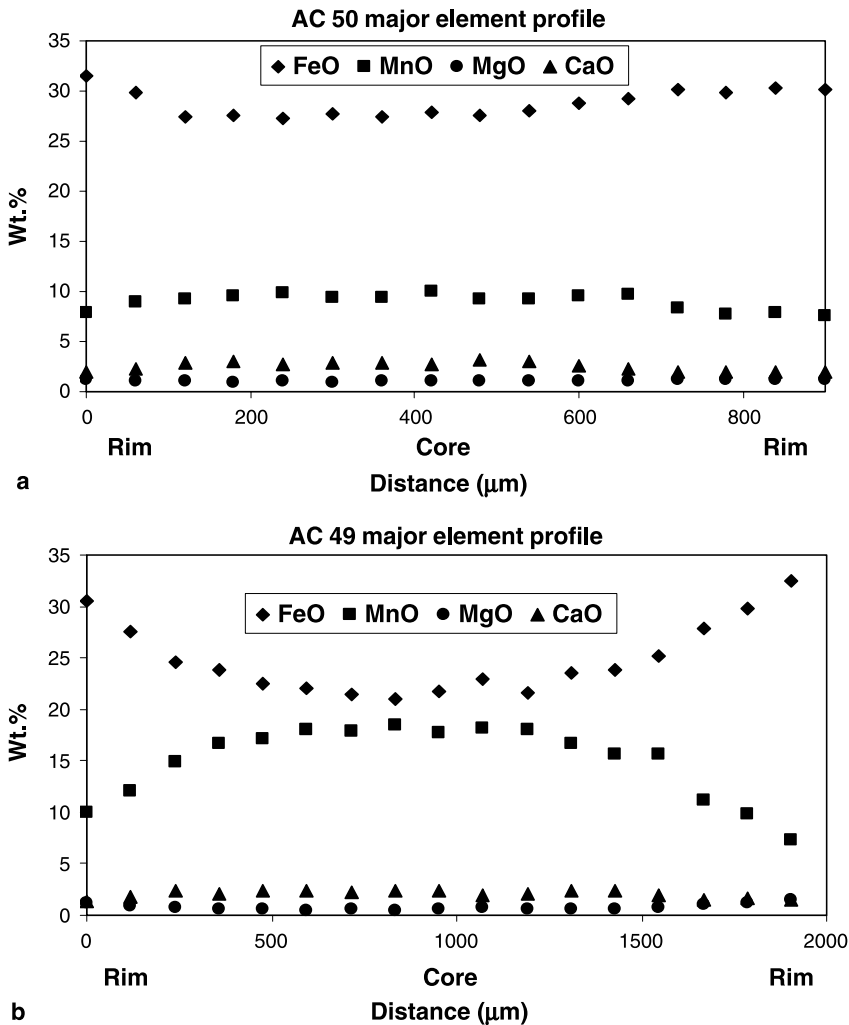 AC 50 major element profile
35
FeO MnO MgO CaO
30
25
20
Wt.%
15
10
5
0
0 200 400 600 800
Rim Core Rim
a
Distance (μm)
AC 49 major element profile
35
30
FeO MnO MgO CaO
25
20
Wt.%
15
10
5
0
0 500 1000 1500 2000
Rim Core Rim
b Distance (μm)